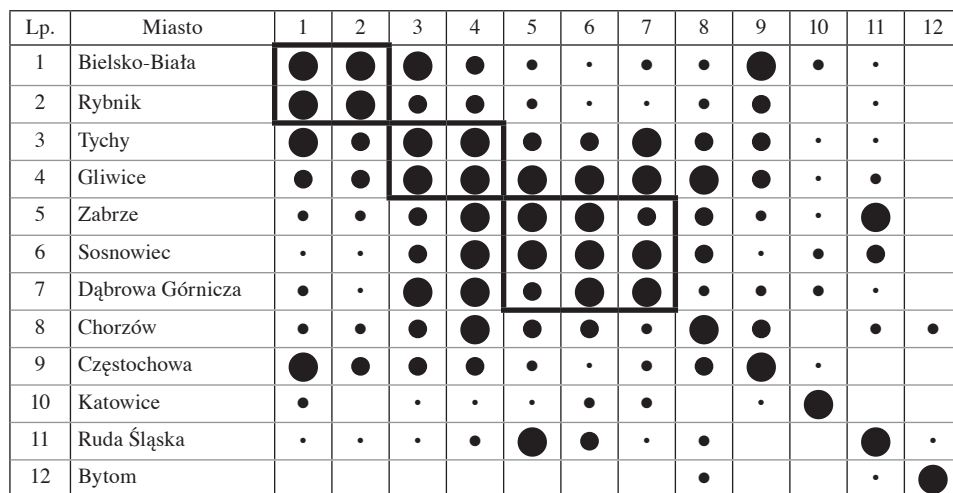 Lp. Miasto 1 2 3 4 5 6 7 8 9 10 11 12
1 Bielsko-Biała
2 Rybnik
3 Tychy
4 Gliwice
5 Zabrze
6 Sosnowiec
7 Dąbrowa Górnicza
8 Chorzów
9 Częstochowa
10 Katowice
11 Ruda Śląska
12 Bytom